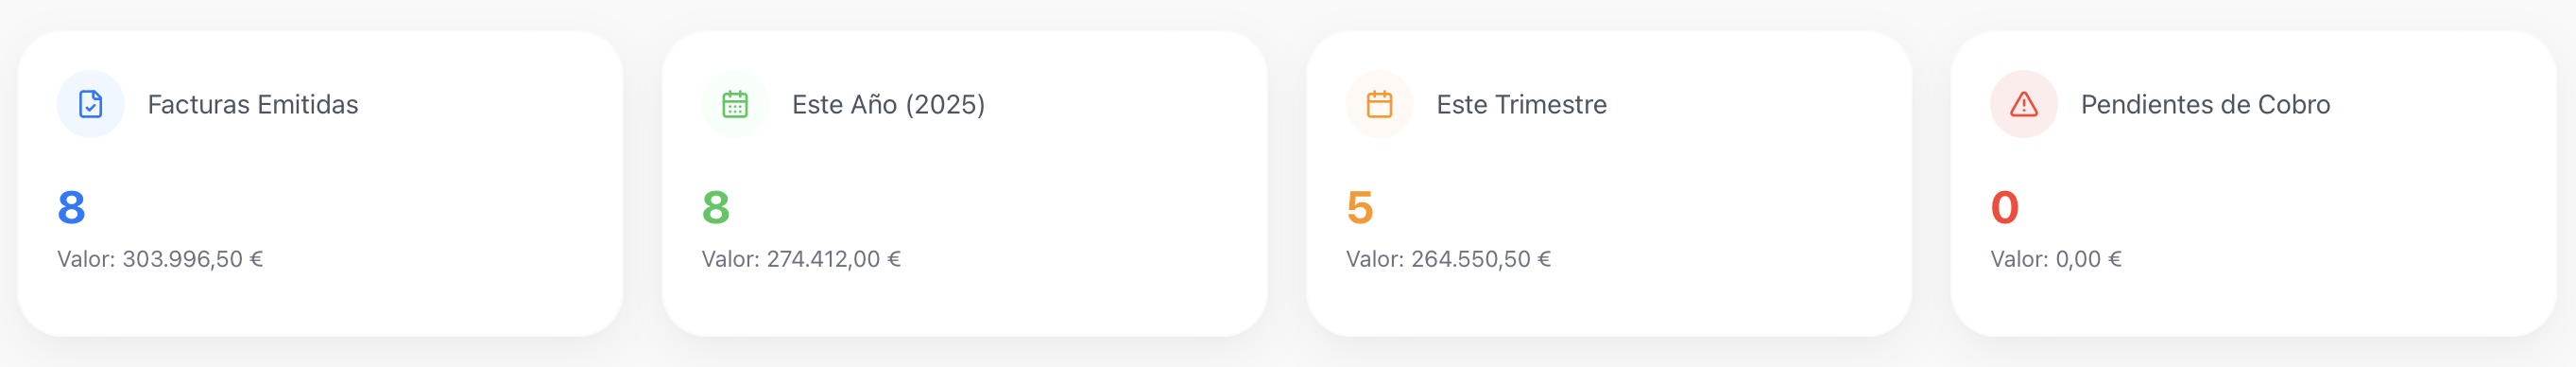 Facturas Emitidas
8
Valor: 303.996,50 €
Este Año (2025)
8
Valor: 274.412,00 €
Este Trimestre
5
Valor: 264.550,50 €
Pendientes de Cobro
0
Valor: 0,00 €